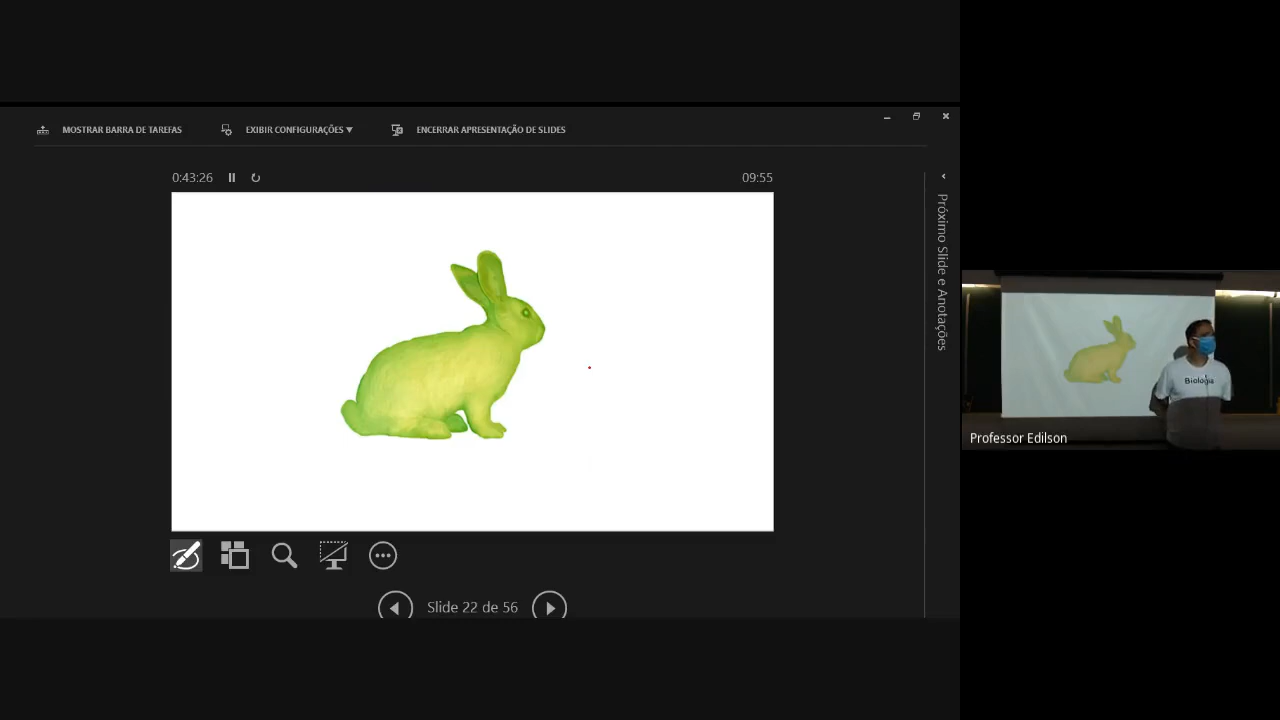 MOSTRAR BARRA DE TAREFAS
EXIBIR CONFIGURAÇÕES
ENCERRAR APRESENTAÇÃO DE SLIDES
0:43:26
09:55
Próximo Slide e Anotações
Slide 22 de 56
Biologia
Professor Edilson